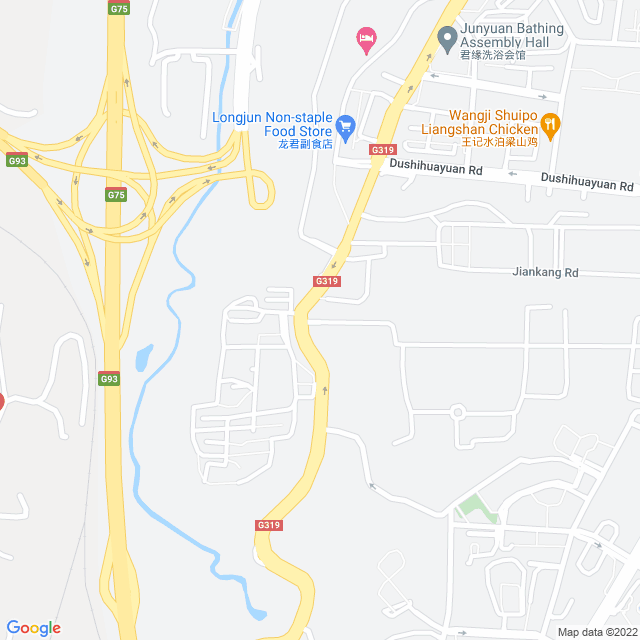 G75
Junyuan Bathing
Assembly Hall
君缘洗浴会馆
Longjun Non-staple
Food Store
龙君副食店
Wangji Shuipo
Liangshan Chicken
王记水泊梁山鸡
G319
G93
Dushihuayuan Rd
Dushihuayuan Rd
G75
Jiankang Rd
G319
G93
G319
Google
Map data ©2022